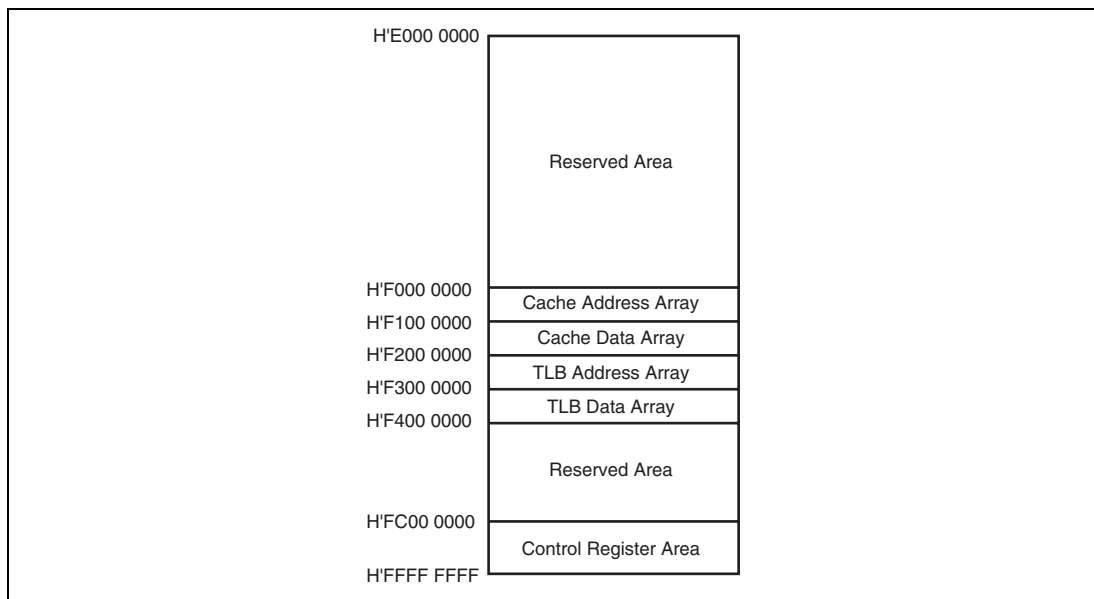 H'E000 0000
Reserved Area
H'F000 0000
Cache Address Array
H'F100 0000
Cache Data Array
H'F200 0000
TLB Address Array
H'F300 0000
TLB Data Array
H'F400 0000
Reserved Area
H'FC00 0000
Control Register Area
H'FFFF FFFF